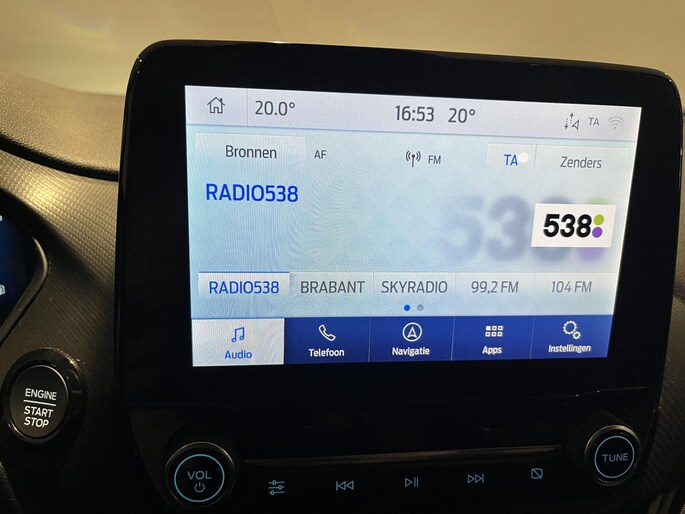 20.0° 16:53 20° TA
Bronnen AF FM TA Zenders
RADIO538
538
538
RADIO538 BRABANT SKYRADIO 99,2 FM 104 FM
Audio Telefoon Navigatie Apps Instellingen
ENGINE
START
STOP
VOL
TUNE